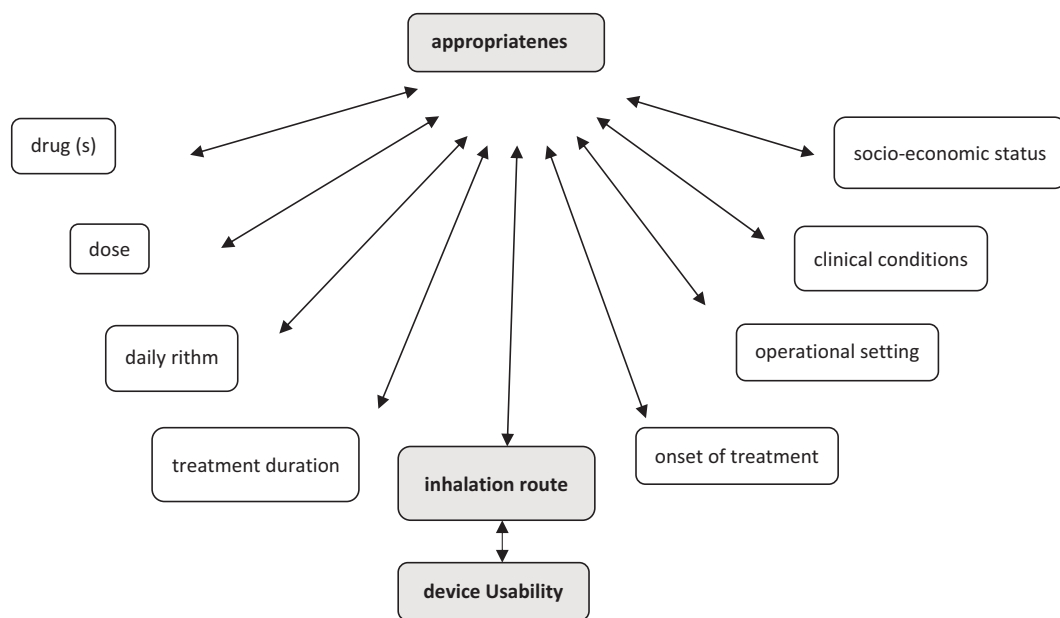 appropriatenes
drug (s)
socio-economic status
dose
clinical conditions
daily rithm
operational setting
treatment duration
onset of treatment
inhalation route
device Usability